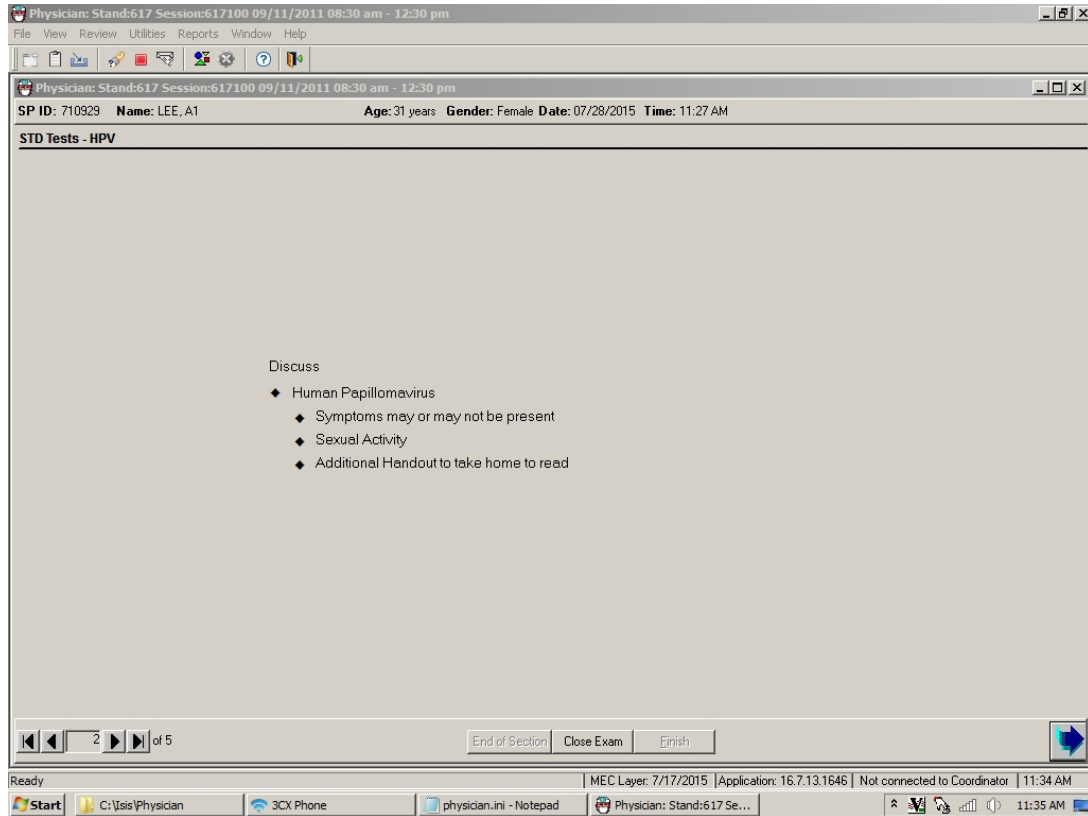 Physician: Stand:617 Session:617100 09/11/2011 08:30 am - 12:30 pm
File View Review Utilities Reports Window Help
Physician: Stand:617 Session:617100 09/11/2011 08:30 am - 12:30 pm
SP ID: 710929 Name: LEE, A1 Age: 31 years Gender: Female Date: 07/28/2015 Time: 11:27 AM
STD Tests - HPV
Discuss
Human Papillomavirus
Symptoms may or may not be present
Sexual Activity
Additional Handout to take home to read
2 of 5 End of Section Close Exam Finish
Ready MEC Layer: 7/17/2015 Application: 16.7.13.1646 Not connected to Coordinator 11:34 AM
Start C:\Isis\Physician 3CX Phone physician.ini - Notepad Physician: Stand:617 Se... 11:35 AM